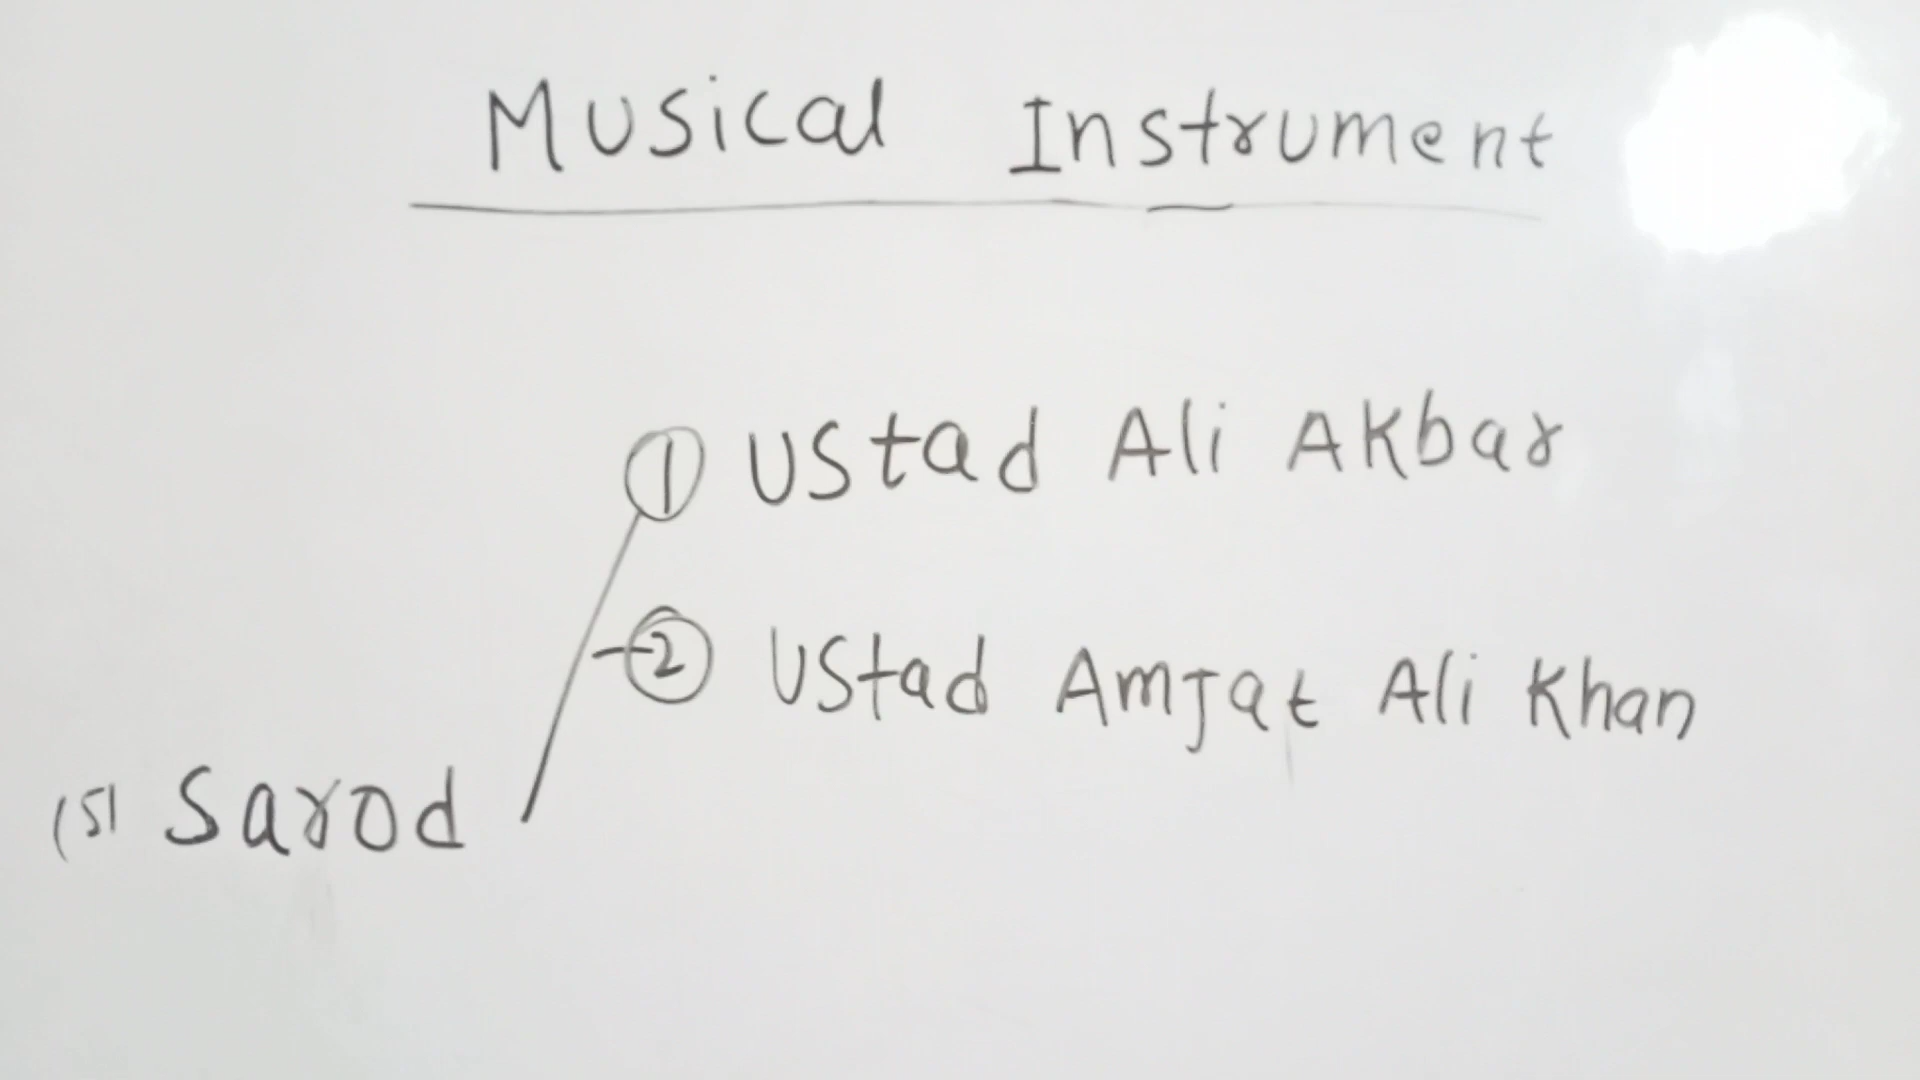 Musical Instrument
① Ustad Ali Akbar
② Ustad Amjat Ali Khan
(5) Sarod